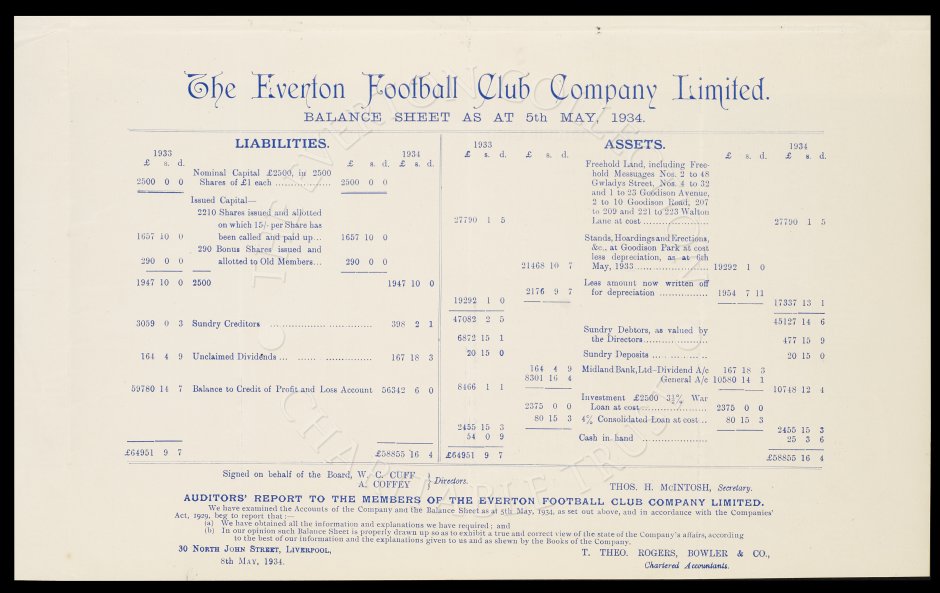 The Everton Football Club Company Limited.
BALANCE SHEET AS AT 5th MAY, 1934.
LIABILITIES.
1933 1934
£ s. d. £ s. d. £ s. d.
Nominal Capital £2500, in 2500
2500 0 0 Shares of £1 each ................. 2500 0 0
Issued Capital—
2210 Shares issued and allotted
on which 15/- per Share has
1657 10 0 been called and paid up... 1657 10 0
290 Bonus Shares issued and
290 0 0 allotted to Old Members... 290 0 0
1947 10 0 2500 1947 10 0
3059 0 3 Sundry Creditors ................................ 398 2 1
164 4 9 Unclaimed Dividends ... ...... ............... 167 18 3
59780 14 7 Balance to Credit of Profit and Loss Account 56342 6 0
£64951 9 7 £58855 16 4
ASSETS.
1933 1934
£ s. d. £ s. d. £ s. d. £ s. d.
Freehold Land, including Free-
hold Messuages Nos. 2 to 48
Gwladys Street, Nos. 4 to 32
and 1 to 23 Goodison Avenue,
2 to 10 Goodison Road, 207
to 209 and 221 to 223 Walton
27790 1 5 Lane at cost ..................... 27790 1 5
Stands, Hoardings and Erections,
&c., at Goodison Park at cost
less depreciation, as at 6th
21468 10 7 May, 1933 ..................... 19292 1 0
Less amount now written off
2176 9 7 for depreciation ............... 1954 7 11
19292 1 0 17337 13 1
47082 2 5 45127 14 6
Sundry Debtors, as valued by
6872 15 1 the Directors..................... 477 15 9
20 15 0 Sundry Deposits .................. 20 15 0
164 4 9 Midland Bank, Ltd—Dividend A/c 167 18 3
8301 16 4 General A/c 10580 14 1
8466 1 1 10748 12 4
Investment £2500 3½% War
2375 0 0 Loan at cost..................... 2375 0 0
80 15 3 4% Consolidated Loan at cost... 80 15 3
2455 15 3 2455 15 3
54 0 9 Cash in hand ..................... 25 3 6
£64951 9 7 £58855 16 4
Signed on behalf of the Board, W. C. CUFF
A. COFFEY } Directors.
THOS. H. McINTOSH, Secretary.
AUDITORS' REPORT TO THE MEMBERS OF THE EVERTON FOOTBALL CLUB COMPANY LIMITED.
We have examined the Accounts of the Company and the Balance Sheet as at 5th May, 1934, as set out above, and in accordance with the Companies'
Act, 1929, beg to report that :—
(a) We have obtained all the information and explanations we have required ; and
(b) In our opinion such Balance Sheet is properly drawn up so as to exhibit a true and correct view of the state of the Company's affairs, according
to the best of our information and the explanations given to us and as shewn by the Books of the Company.
30 NORTH JOHN STREET, LIVERPOOL,
8th MAY, 1934.
T. THEO. ROGERS, BOWLER & CO.,
Chartered Accountants.
EVERTON COLLECTION
CHARITABLE TRUST